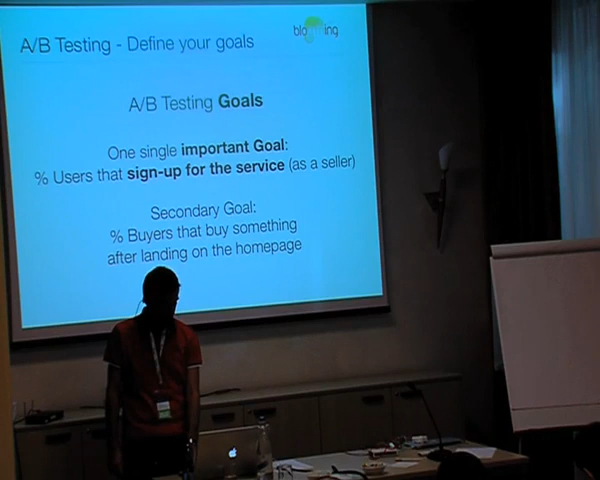 A/B Testing - Define your goals
blooming
A/B Testing Goals
One single important Goal:
% Users that sign-up for the service (as a seller)
Secondary Goal:
% Buyers that buy something
after landing on the homepage